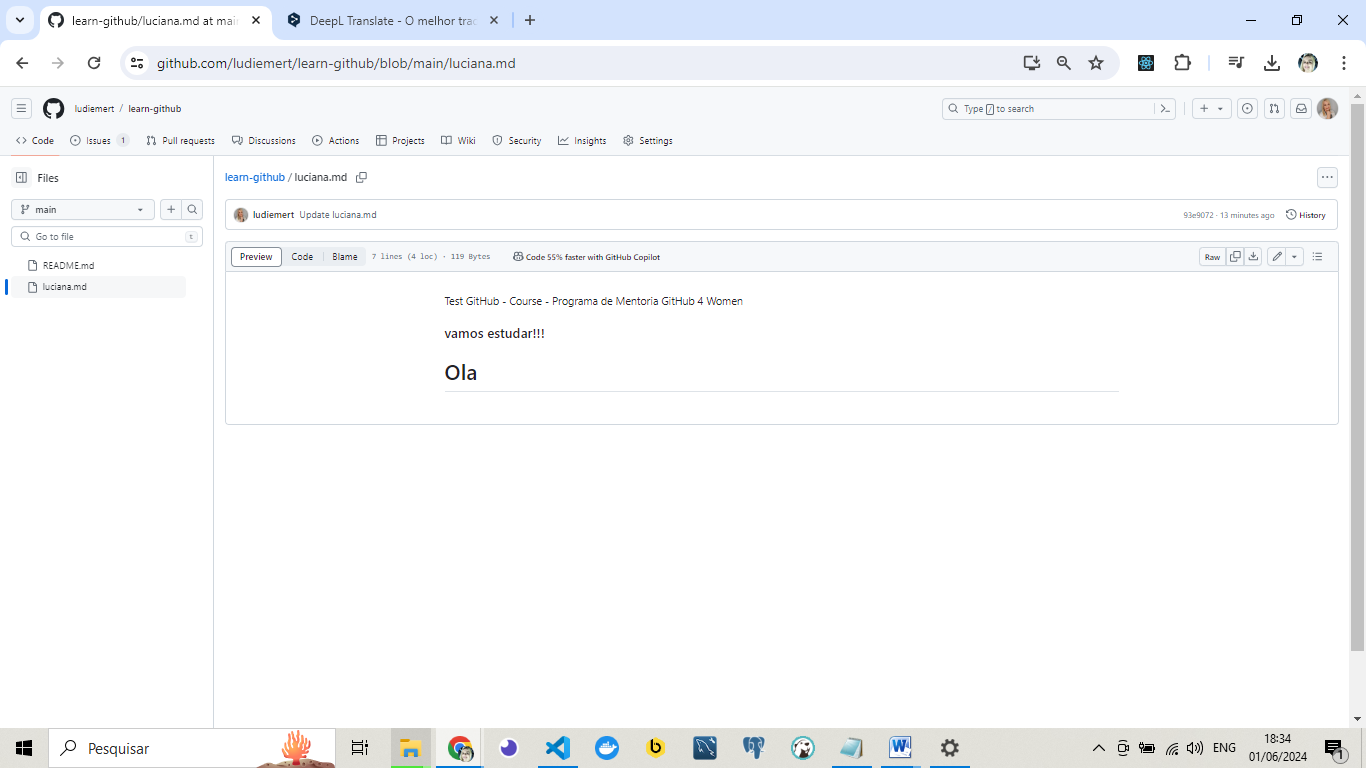 learn-github/luciana.md at mai
DeepL Translate - O melhor trad
github.com/ludiemert/learn-github/blob/main/luciana.md
ludiemert / learn-github
Type / to search
Code
Issues 1
Pull requests
Discussions
Actions
Projects
Wiki
Security
Insights
Settings
Files
learn-github / luciana.md
main
ludiemert Update luciana.md
93e9072 · 13 minutes ago
History
Go to file t
Preview
Code
Blame
7 lines (4 loc) · 119 Bytes
Code 55% faster with GitHub Copilot
Raw
README.md
luciana.md
Test GitHub - Course - Programa de Mentoria GitHub 4 Women
vamos estudar!!!
Ola
Pesquisar
ENG
18:34
01/06/2024
1